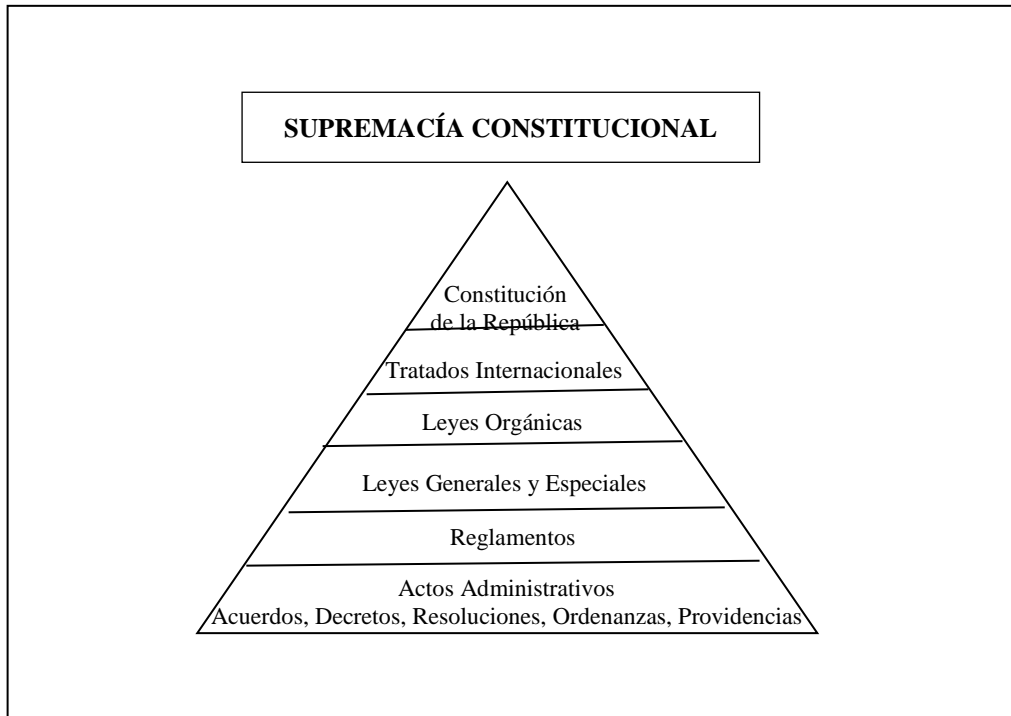 SUPREMACÍA CONSTITUCIONAL
Constitución
de la República
Tratados Internacionales
Leyes Orgánicas
Leyes Generales y Especiales
Reglamentos
Actos Administrativos
Acuerdos, Decretos, Resoluciones, Ordenanzas, Providencias